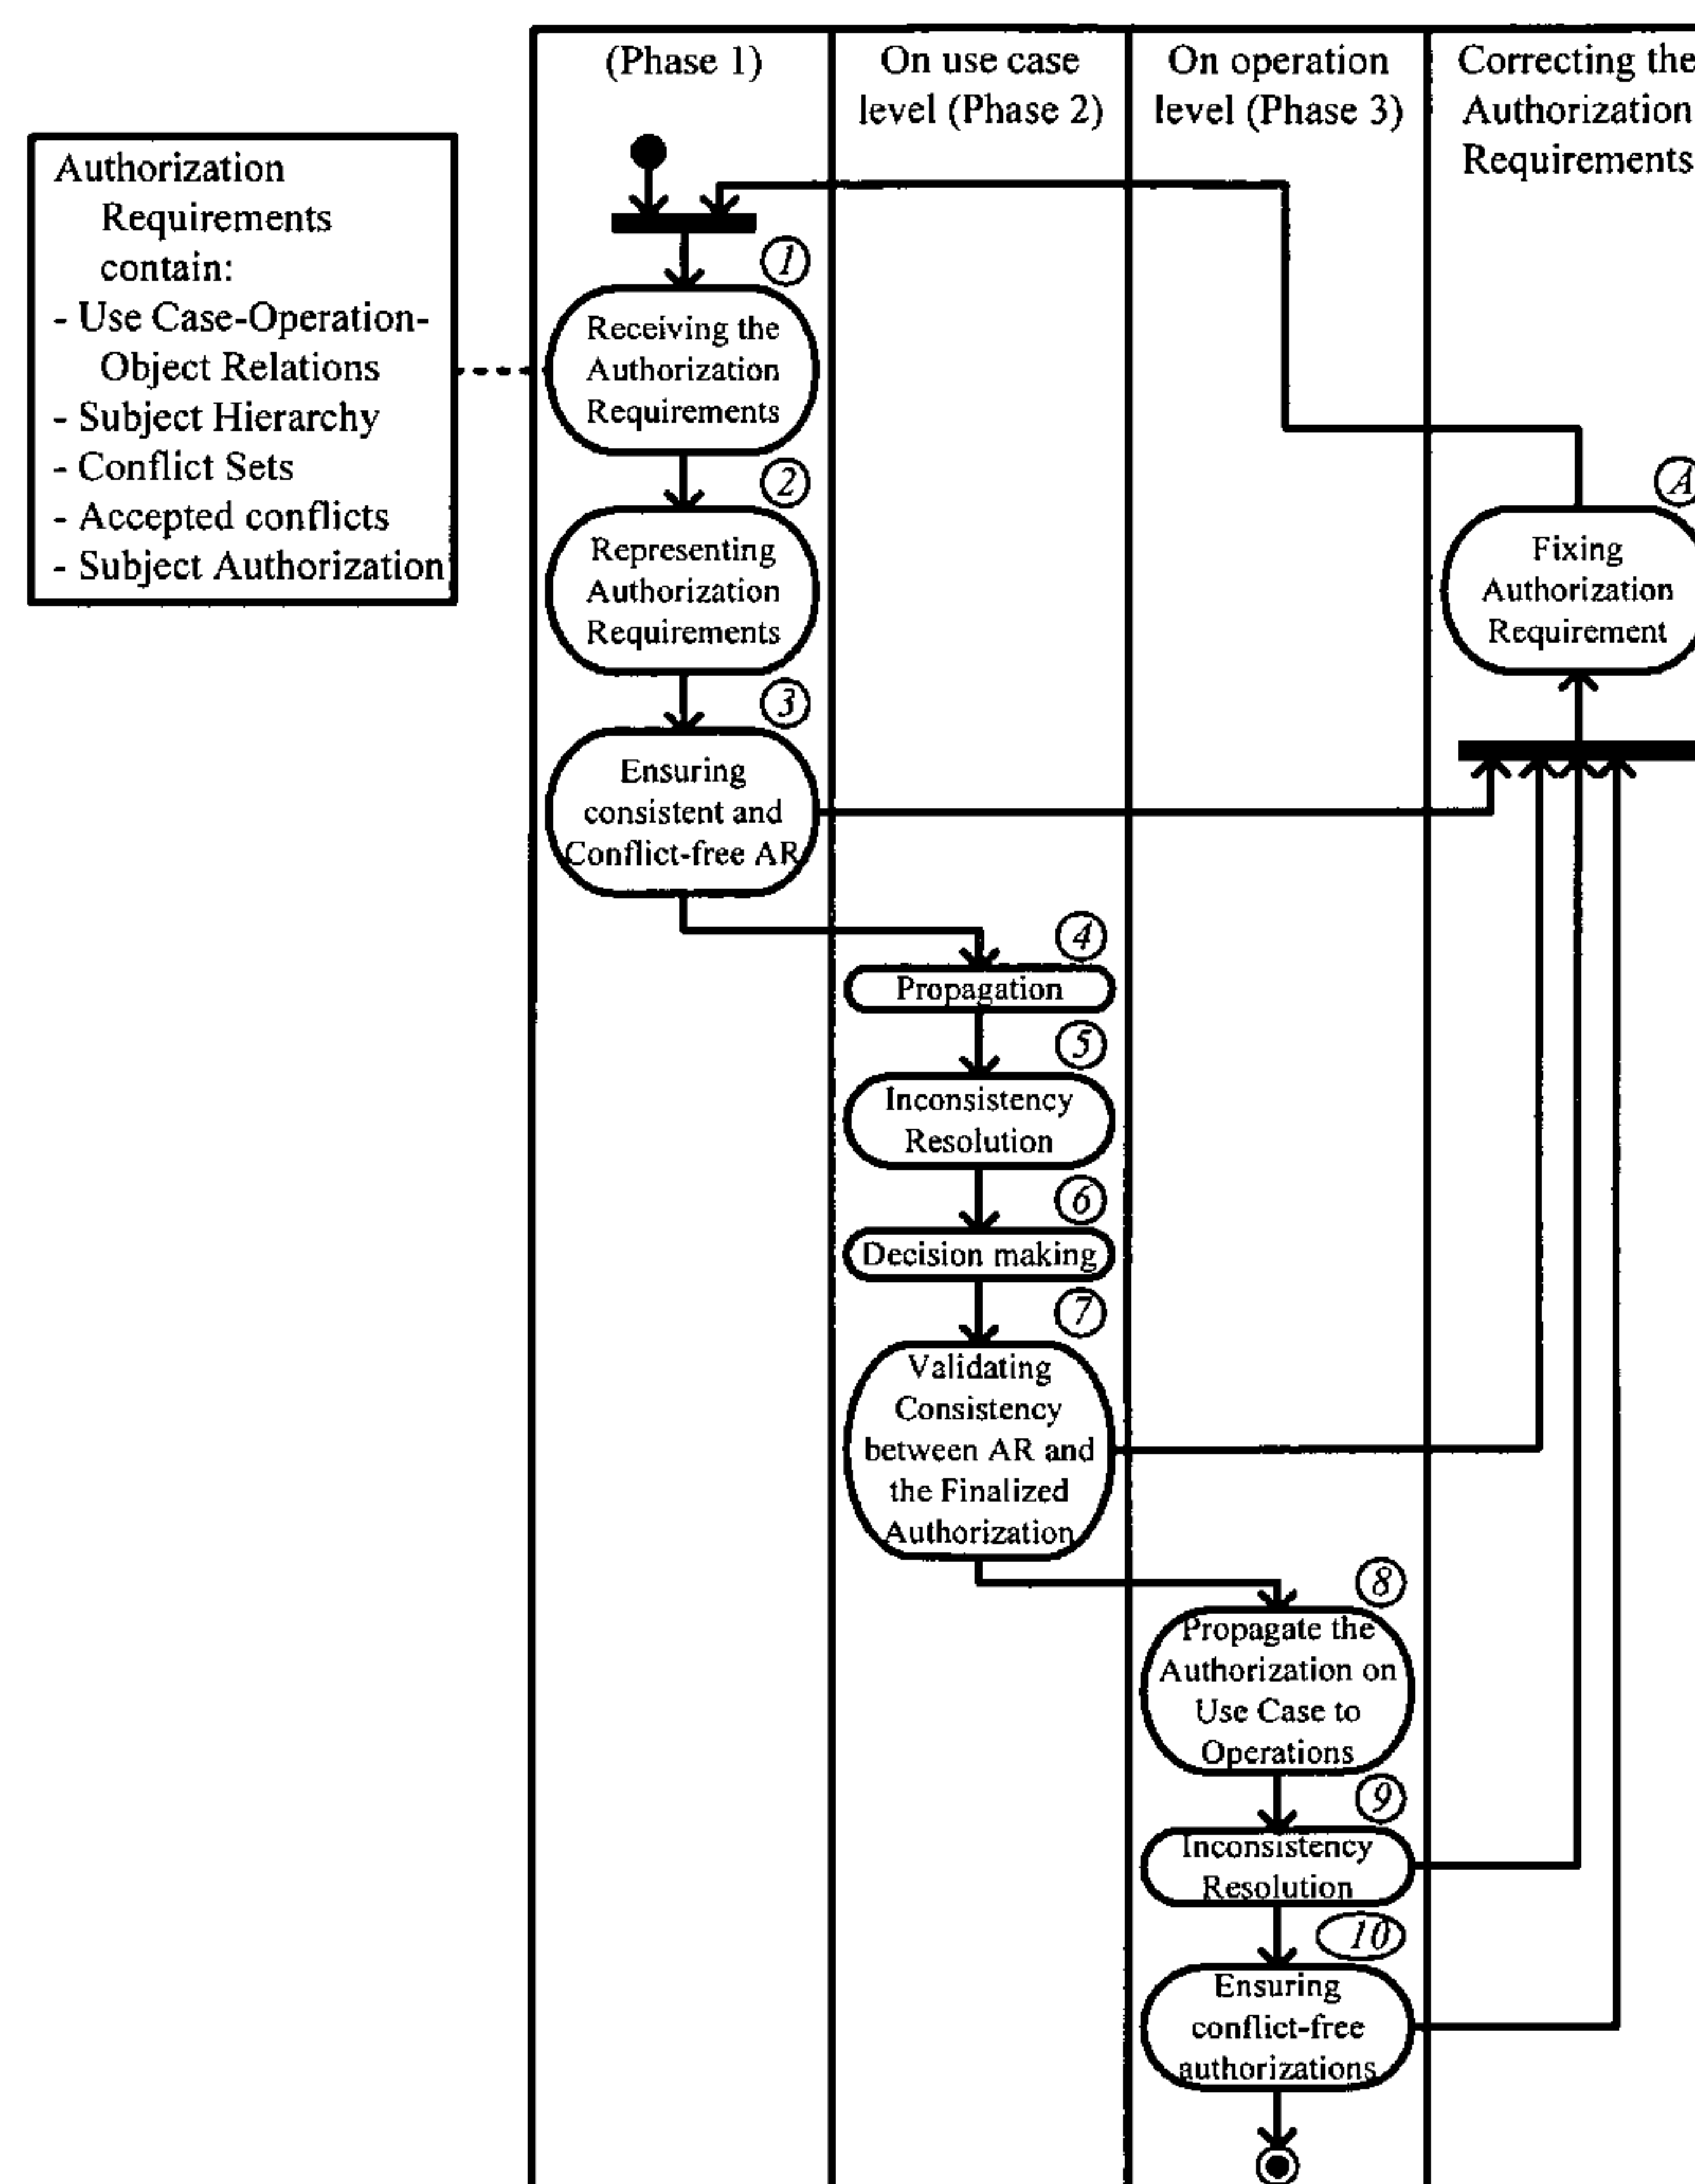 (Phase 1)
On use case
level (Phase 2)
On operation
level (Phase 3)
Correcting the
Authorization
Requirements
Authorization
Requirements
contain:
- Use Case-Operation-
Object Relations
- Subject Hierarchy
- Conflict Sets
- Accepted conflicts
- Subject Authorization
1
Receiving the
Authorization
Requirements
2
Representing
Authorization
Requirements
A
Fixing
Authorization
Requirement
3
Ensuring
consistent and
Conflict-free AR
4
Propagation
5
Inconsistency
Resolution
6
Decision making
7
Validating
Consistency
between AR and
the Finalized
Authorization
8
Propagate the
Authorization on
Use Case to
Operations
9
Inconsistency
Resolution
10
Ensuring
conflict-free
authorizations